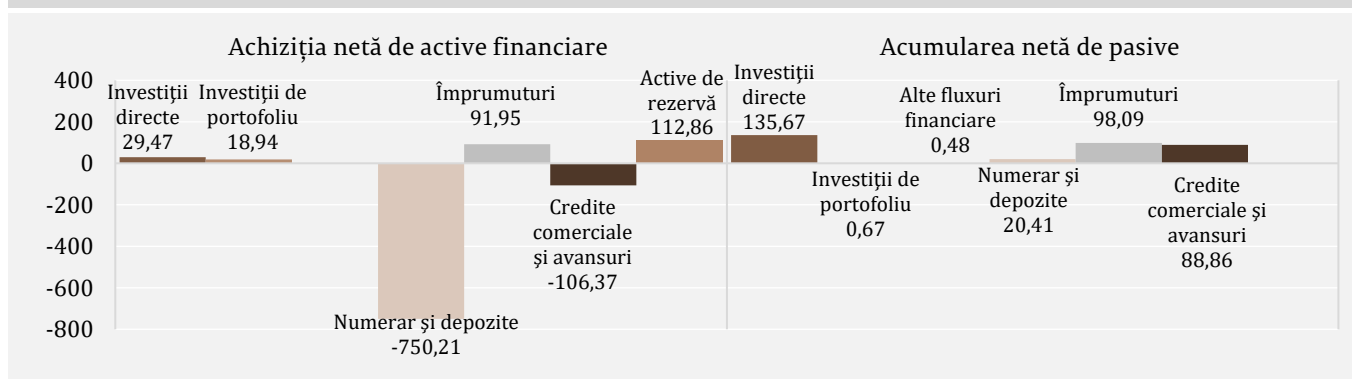 Achiziția netă de active financiare
Acumularea netă de pasive
400
200
0
-200
-400
-600
-800
Investiții
directe
29,47
Investiții de
portofoliu
18,94
Numerar și depozite
-750,21
Împrumuturi
91,95
Credite
comerciale
și avansuri
-106,37
Active de
rezervă
112,86
Investiții
directe
135,67
Investiții de
portofoliu
0,67
Alte fluxuri
financiare
0,48
Numerar și
depozite
20,41
Împrumuturi
98,09
Credite
comerciale și
avansuri
88,86